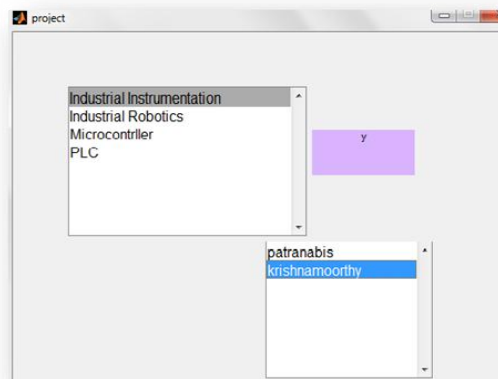 project
Industrial Instrumentation
Industrial Robotics
Microcontrller
PLC
y
patranabis
krishnamoorthy